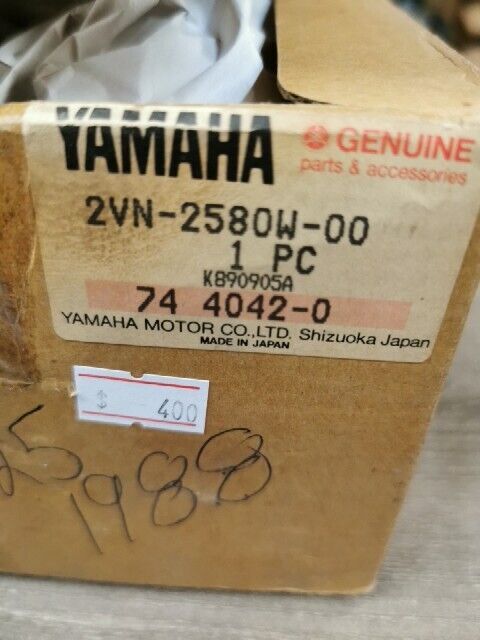 YAMAHA
GENUINE
parts & accessories
2VN-2580W-00
1 PC
K890905A
74 4042-0
YAMAHA MOTOR CO., LTD. Shizuoka Japan
MADE IN JAPAN
$ 400
1988